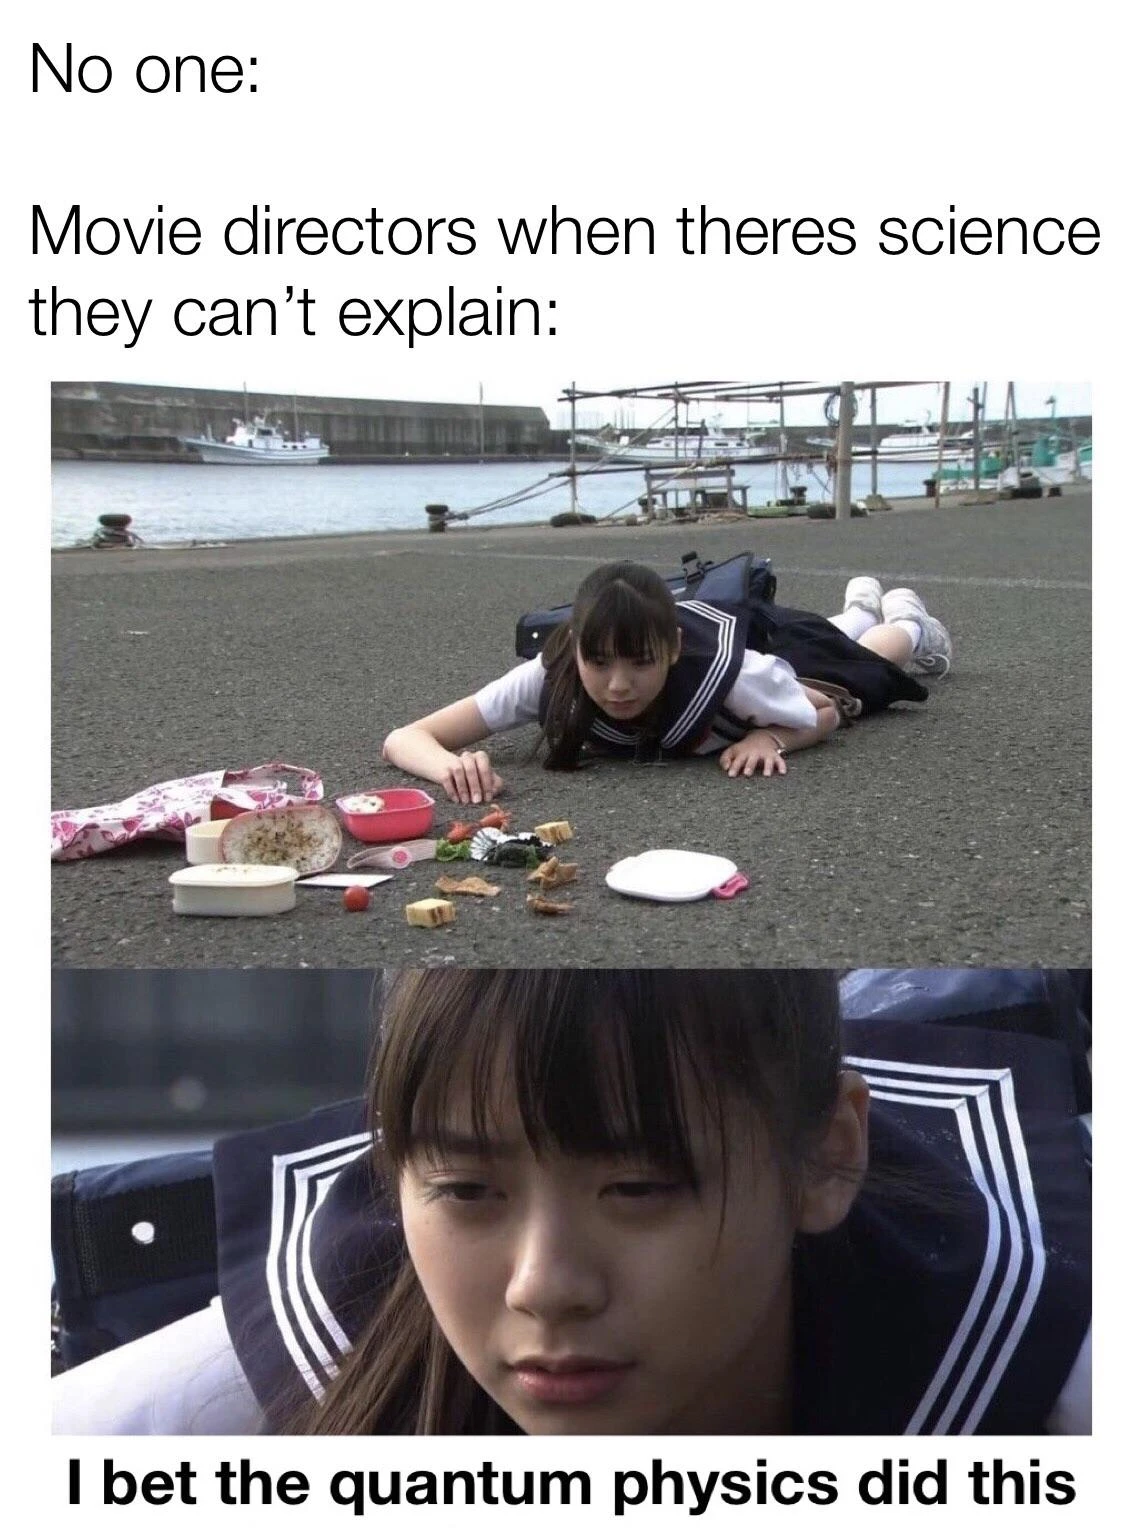 No one:
Movie directors when theres science
they can’t explain:
I bet the quantum physics did this